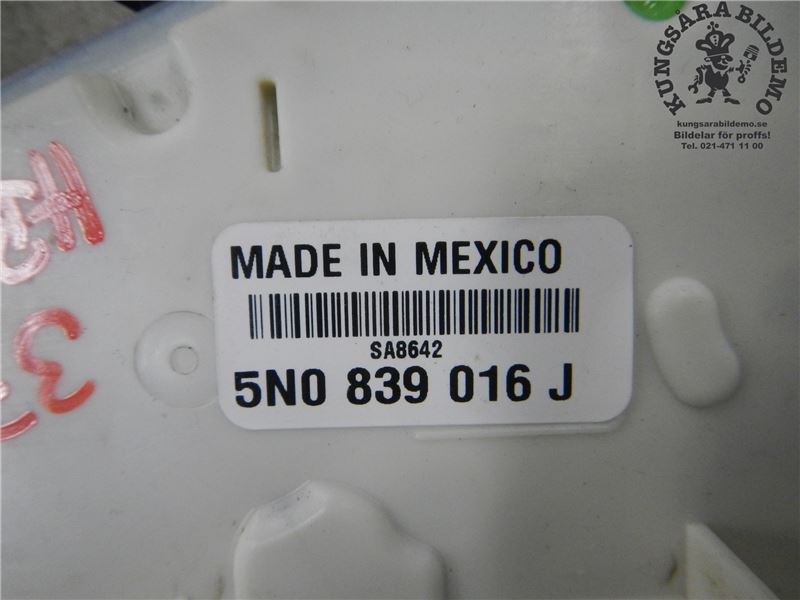 KUNGSÅRA BILDEMO
kungsarabildemo.se
Bildelar för proffs!
Tel. 021-471 11 00
MADE IN MEXICO
SA8642
5N0 839 016 J